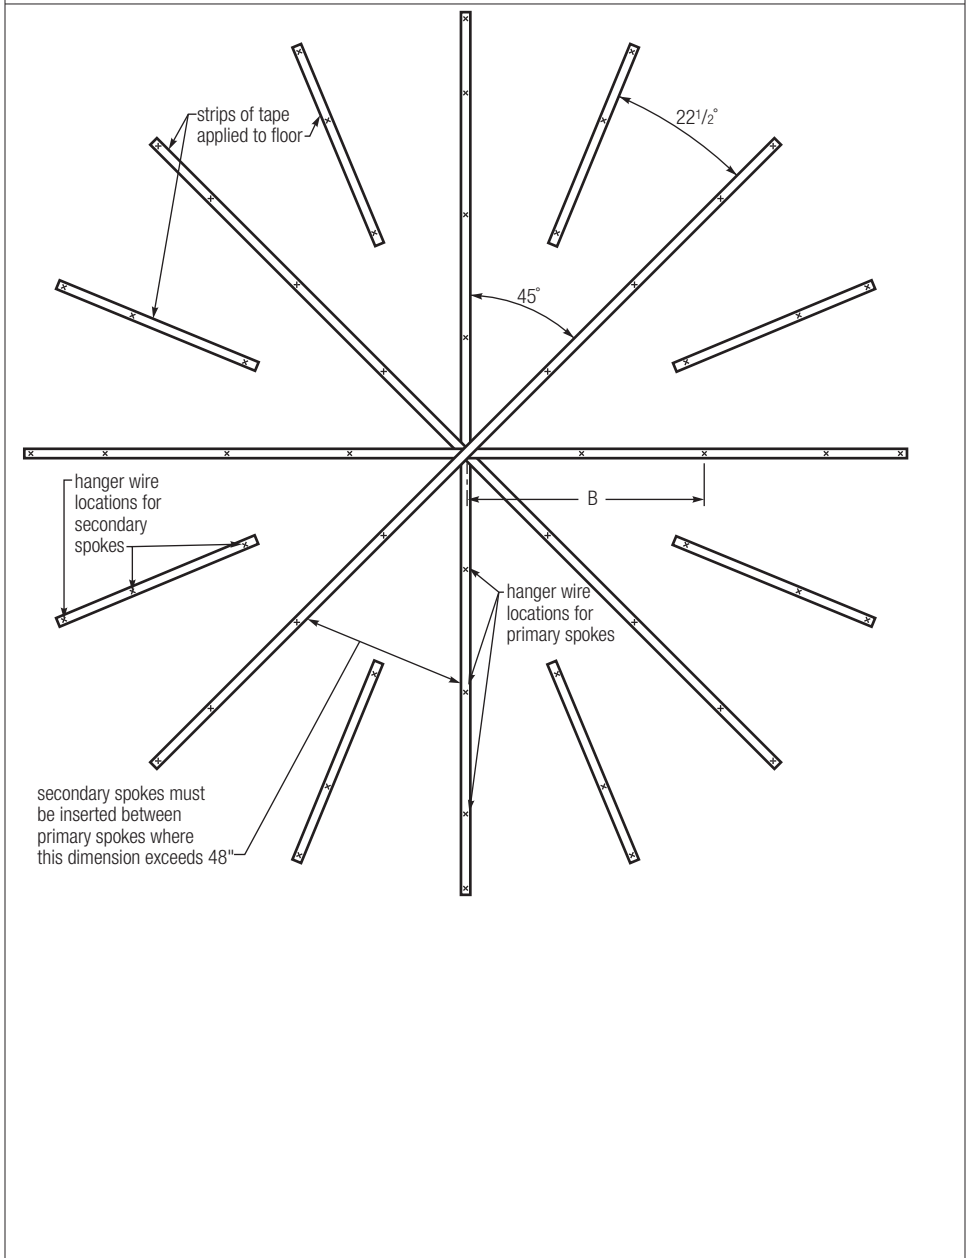 strips of tape
applied to floor
22 1/2°
45°
B
hanger wire
locations for
secondary
spokes
hanger wire
locations for
primary spokes
secondary spokes must
be inserted between
primary spokes where
this dimension exceeds 48"